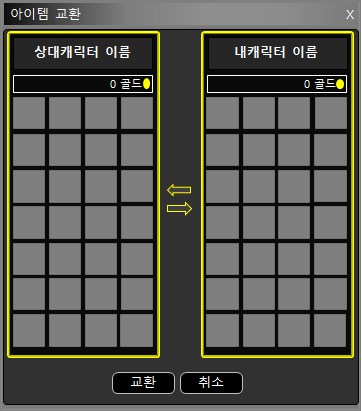 아이템 교환 X
상대캐릭터 이름
0 골드
내캐릭터 이름
0 골드
교환 취소